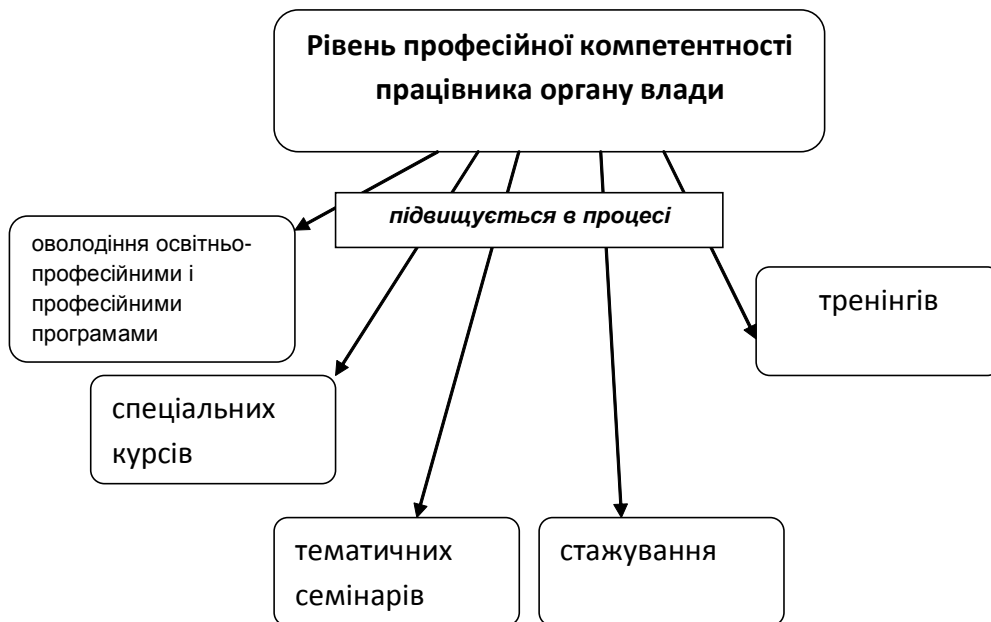 Рівень професійної компетентності
працівника органу влади
підвищується в процесі
оволодіння освітньо-
професійними і
професійними
програмами
тренінгів
спеціальних
курсів
тематичних
семінарів
стажування